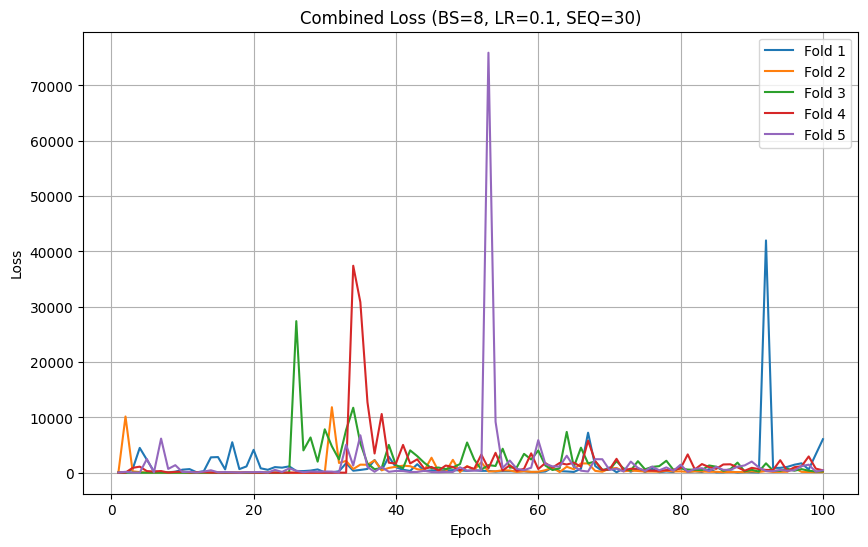 Combined Loss (BS=8, LR=0.1, SEQ=30)
Fold 1
Fold 2
Fold 3
Fold 4
Fold 5
70000
60000
50000
40000
30000
20000
10000
0
Loss
0
20
40
60
80
100
Epoch